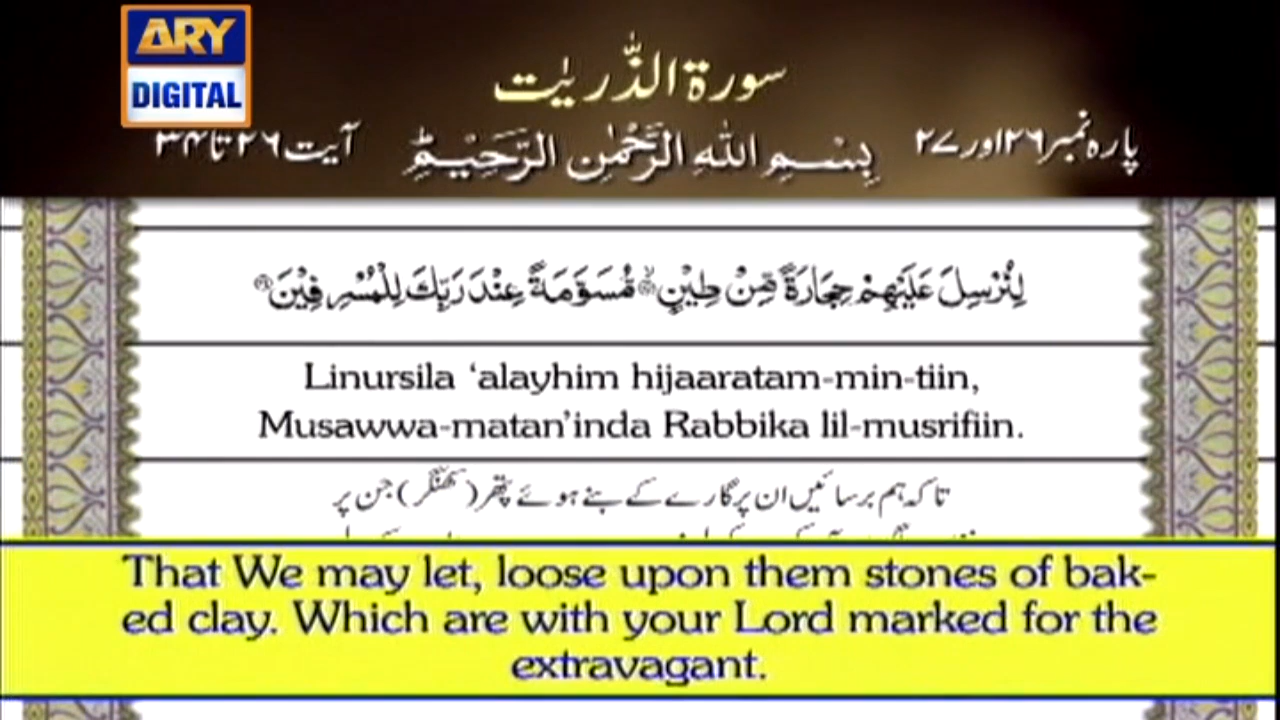 ARY
DIGITAL
سورۃ الذّٰریٰت
پارہ نمبر ۲۶ اور ۲۷
بِسْمِ اللهِ الرَّحْمٰنِ الرَّحِيْمِ
آیت ۲۶ تا ۳۴
لِنُرْسِلَ عَلَيْهِمْ حِجَارَةً مِّنْ طِيْنٍ ۙ مُّسَوَّمَةً عِنْدَ رَبِّكَ لِلْمُسْرِفِيْنَ
Linursila ‘alayhim hijaaratam-min-tiin,
Musawwa-matan’inda Rabbika lil-musrifiin.
تا کہ ہم برسائیں ان پر گارے کے بنے ہوئے پتھر (کھنگر) جن پر
That We may let, loose upon them stones of bak-
ed clay. Which are with your Lord marked for the
extravagant.